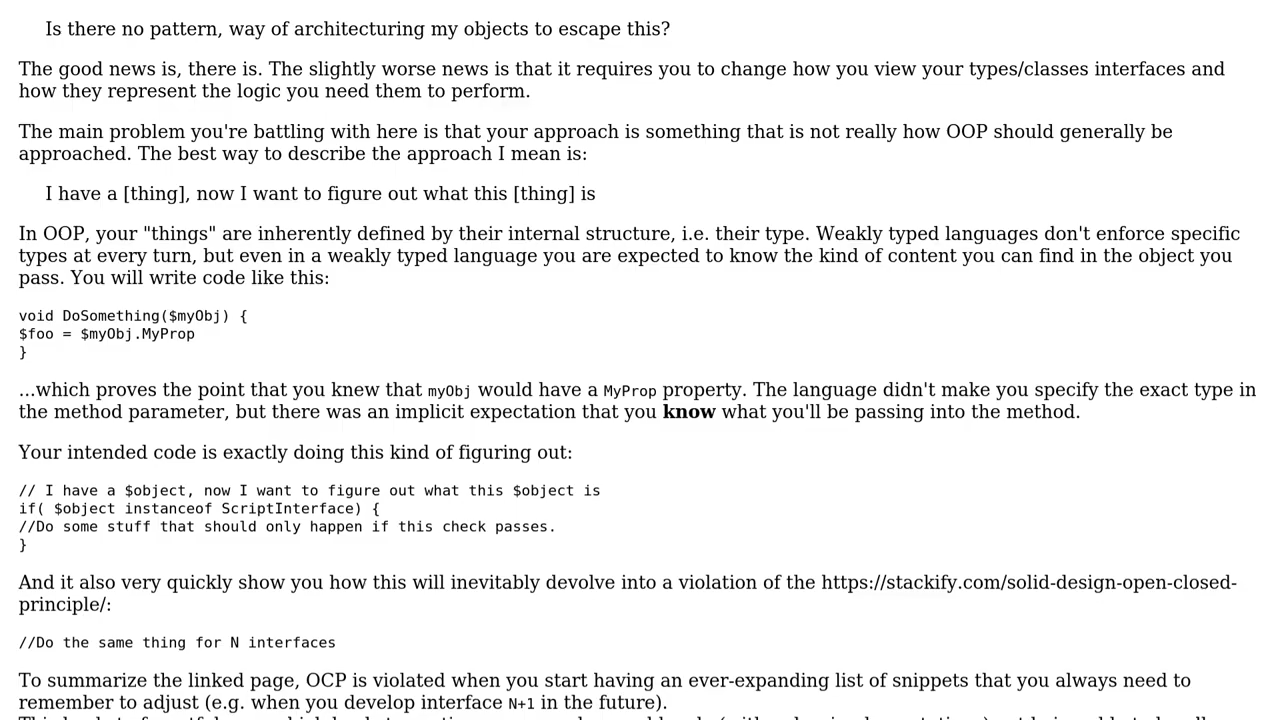 Is there no pattern, way of architecturing my objects to escape this?
The good news is, there is. The slightly worse news is that it requires you to change how you view your types/classes interfaces and
how they represent the logic you need them to perform.
The main problem you're battling with here is that your approach is something that is not really how OOP should generally be
approached. The best way to describe the approach I mean is:
I have a [thing], now I want to figure out what this [thing] is
In OOP, your "things" are inherently defined by their internal structure, i.e. their type. Weakly typed languages don't enforce specific
types at every turn, but even in a weakly typed language you are expected to know the kind of content you can find in the object you
pass. You will write code like this:
void DoSomething($myObj) {
$foo = $myObj.MyProp
}
...which proves the point that you knew that myObj would have a MyProp property. The language didn't make you specify the exact type in
the method parameter, but there was an implicit expectation that you know what you'll be passing into the method.
Your intended code is exactly doing this kind of figuring out:
// I have a $object, now I want to figure out what this $object is
if( $object instanceof ScriptInterface) {
//Do some stuff that should only happen if this check passes.
}
And it also very quickly show you how this will inevitably devolve into a violation of the https://stackify.com/solid-design-open-closed-
principle/:
//Do the same thing for N interfaces
To summarize the linked page, OCP is violated when you start having an ever-expanding list of snippets that you always need to
remember to adjust (e.g. when you develop interface N+1 in the future).